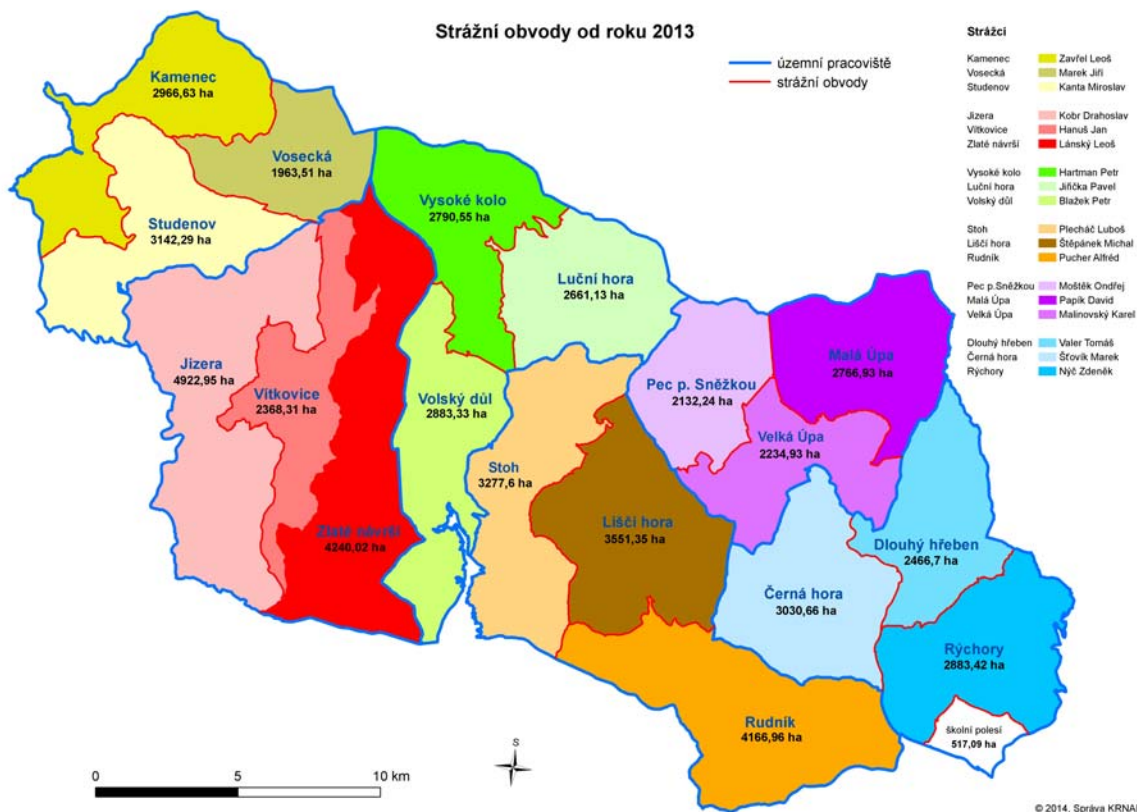 Strážní obvody od roku 2013
územní pracoviště
strážní obvody
Strážci
Kamenec Zavřel Leoš
Vosecká Marek Jiří
Studenov Kanta Miroslav
Jizera Kobr Drahoslav
Vítkovice Hanuš Jan
Zlaté návrší Lánský Leoš
Vysoké kolo Hartman Petr
Luční hora Jiřička Pavel
Volský důl Blažek Petr
Stoh Plecháč Luboš
Liščí hora Štěpánek Michal
Rudník Pucher Alfréd
Pec p.Sněžkou Moštěk Ondřej
Malá Úpa Papík David
Velká Úpa Malinovský Karel
Dlouhý hřeben Valer Tomáš
Černá hora Šťovík Marek
Rýchory Nýč Zdeněk
Kamenec
2966,63 ha
Vosecká
1963,51 ha
Studenov
3142,29 ha
Vysoké kolo
2790,55 ha
Luční hora
2661,13 ha
Jizera
4922,95 ha
Vítkovice
2368,31 ha
Volský důl
2883,33 ha
Pec p. Sněžkou
2132,24 ha
Malá Úpa
2766,93 ha
Velká Úpa
2234,93 ha
Stoh
3277,6 ha
Zlaté návrší
4240,02 ha
Liščí hora
3551,35 ha
Dlouhý hřeben
2466,7 ha
Černá hora
3030,66 ha
Rýchory
2883,42 ha
Rudník
4166,96 ha
školní polesí
517,09 ha
0 5 10 km
S
© 2014, Správa KRNAP